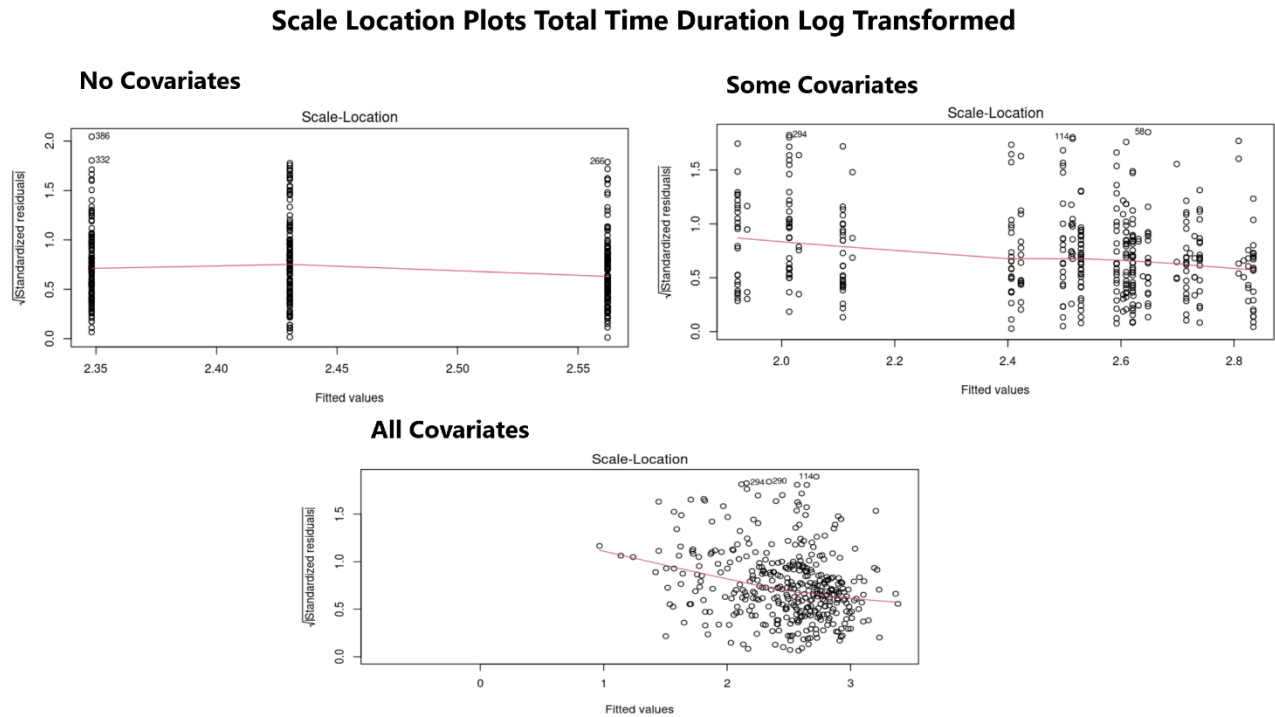 Scale Location Plots Total Time Duration Log Transformed
No Covariates
Scale-Location
√|Standardized residuals|
2.0
1.5
1.0
0.5
0.0
386
332
266
2.35
2.40
2.45
2.50
2.55
Fitted values
Some Covariates
Scale-Location
√|Standardized residuals|
1.5
1.0
0.5
0.0
294
114
58
2.0
2.2
2.4
2.6
2.8
Fitted values
All Covariates
Scale-Location
√|Standardized residuals|
1.5
1.0
0.5
0.0
294
290
114
0
1
2
3
Fitted values